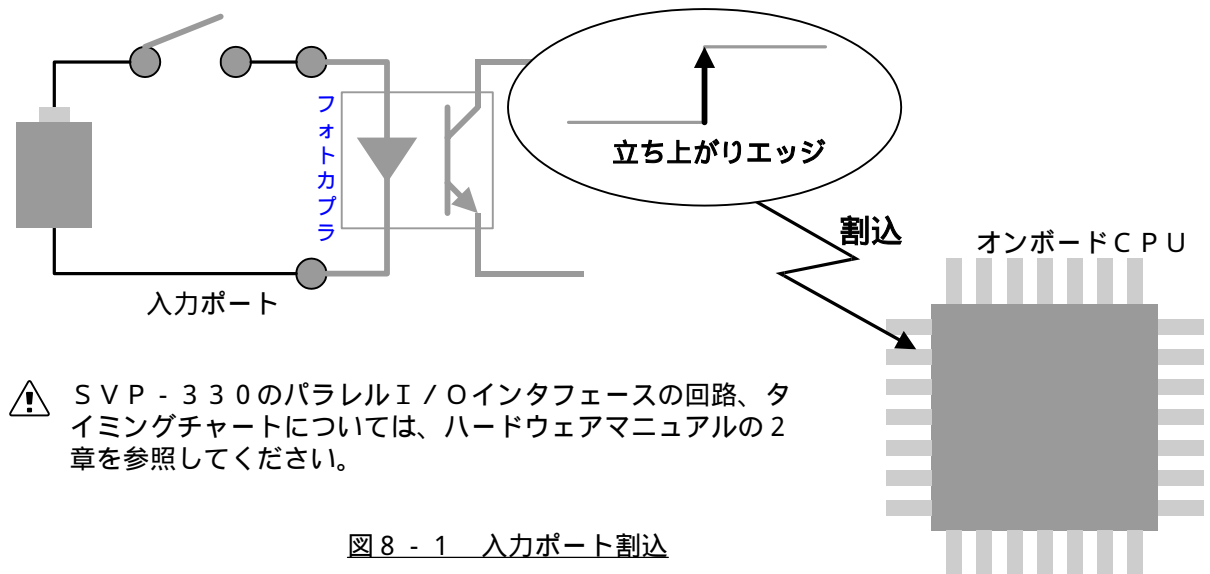 フォトカプラ
立ち上がりエッジ
割込
オンボードＣＰＵ
入力ポート
ＳＶＰ‐３３０のパラレルＩ／Ｏインタフェースの回路、タ
イミングチャートについては、ハードウェアマニュアルの２
章を参照してください。
図８‐１　入力ポート割込